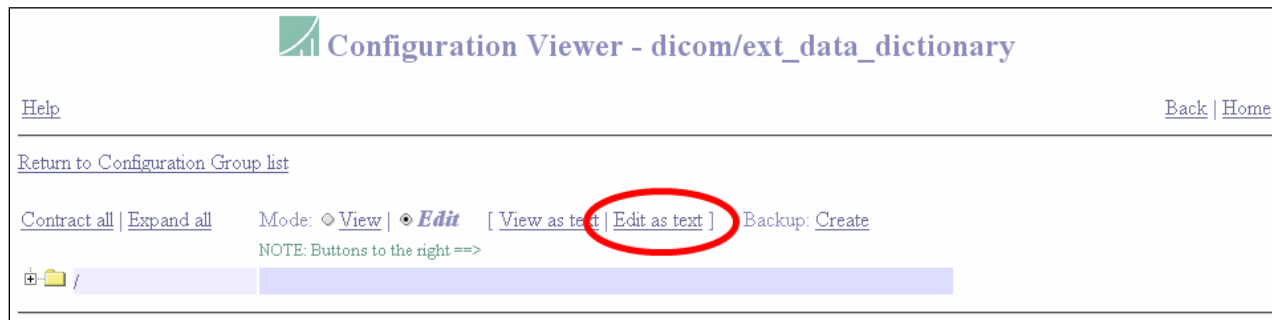 Configuration Viewer - dicom/ext_data_dictionary
Help Back | Home
Return to Configuration Group list
Contract all | Expand all Mode: View | Edit [ View as text | Edit as text ] Backup: Create
NOTE: Buttons to the right ==>
/